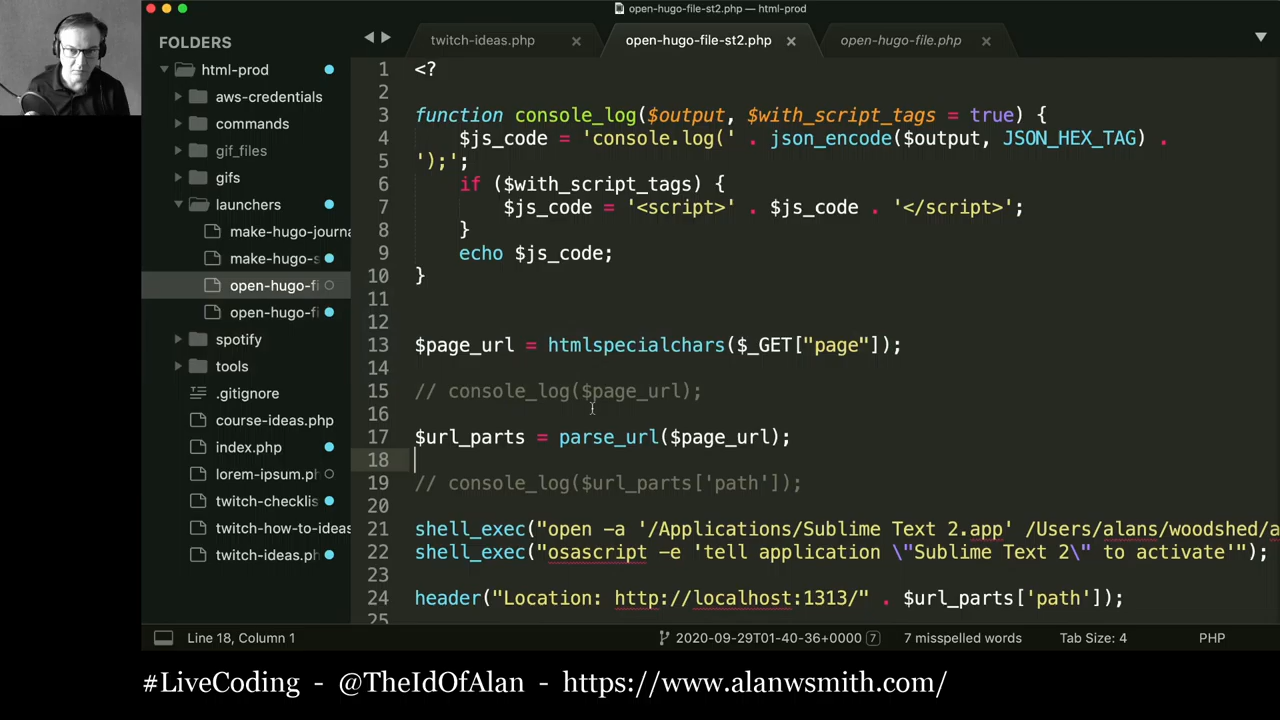 open-hugo-file-st2.php — html-prod
FOLDERS
html-prod
aws-credentials
commands
gif_files
gifs
launchers
make-hugo-journa
make-hugo-s
open-hugo-fi
open-hugo-fi
spotify
tools
.gitignore
course-ideas.php
index.php
lorem-ipsum.ph
twitch-checklis
twitch-how-to-ideas
twitch-ideas.ph
twitch-ideas.php
open-hugo-file-st2.php
open-hugo-file.php
1 <?
2
3 function console_log($output, $with_script_tags = true) {
4 $js_code = 'console.log(' . json_encode($output, JSON_HEX_TAG) .
5 ');';
6 if ($with_script_tags) {
7 $js_code = '<script>' . $js_code . '</script>';
8 }
9 echo $js_code;
10 }
11
12
13 $page_url = htmlspecialchars($_GET["page"]);
14
15 // console_log($page_url);
16
17 $url_parts = parse_url($page_url);
18
19 // console_log($url_parts['path']);
20
21 shell_exec("open -a '/Applications/Sublime Text 2.app' /Users/alans/woodshed/a
22 shell_exec("osascript -e 'tell application \"Sublime Text 2\" to activate'");
23
24 header("Location: http://localhost:1313/" . $url_parts['path']);
25
Line 18, Column 1
2020-09-29T01-40-36+0000 7
7 misspelled words
Tab Size: 4
PHP
#LiveCoding - @TheIdOfAlan - https://www.alanwsmith.com/